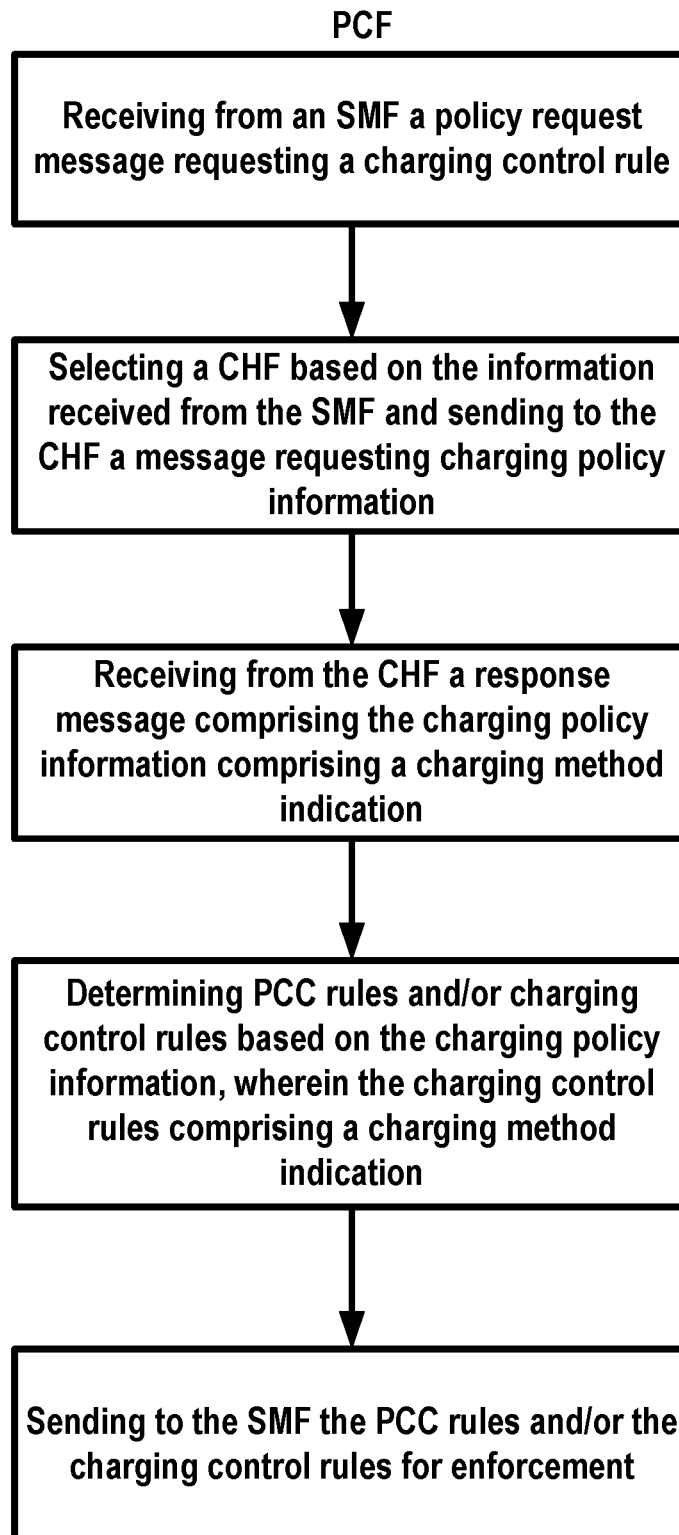 PCF
Receiving from an SMF a policy request
message requesting a charging control rule
Selecting a CHF based on the information
received from the SMF and sending to the
CHF a message requesting charging policy
information
Receiving from the CHF a response
message comprising the charging policy
information comprising a charging method
indication
Determining PCC rules and/or charging
control rules based on the charging policy
information, wherein the charging control
rules comprising a charging method
indication
Sending to the SMF the PCC rules and/or the
charging control rules for enforcement